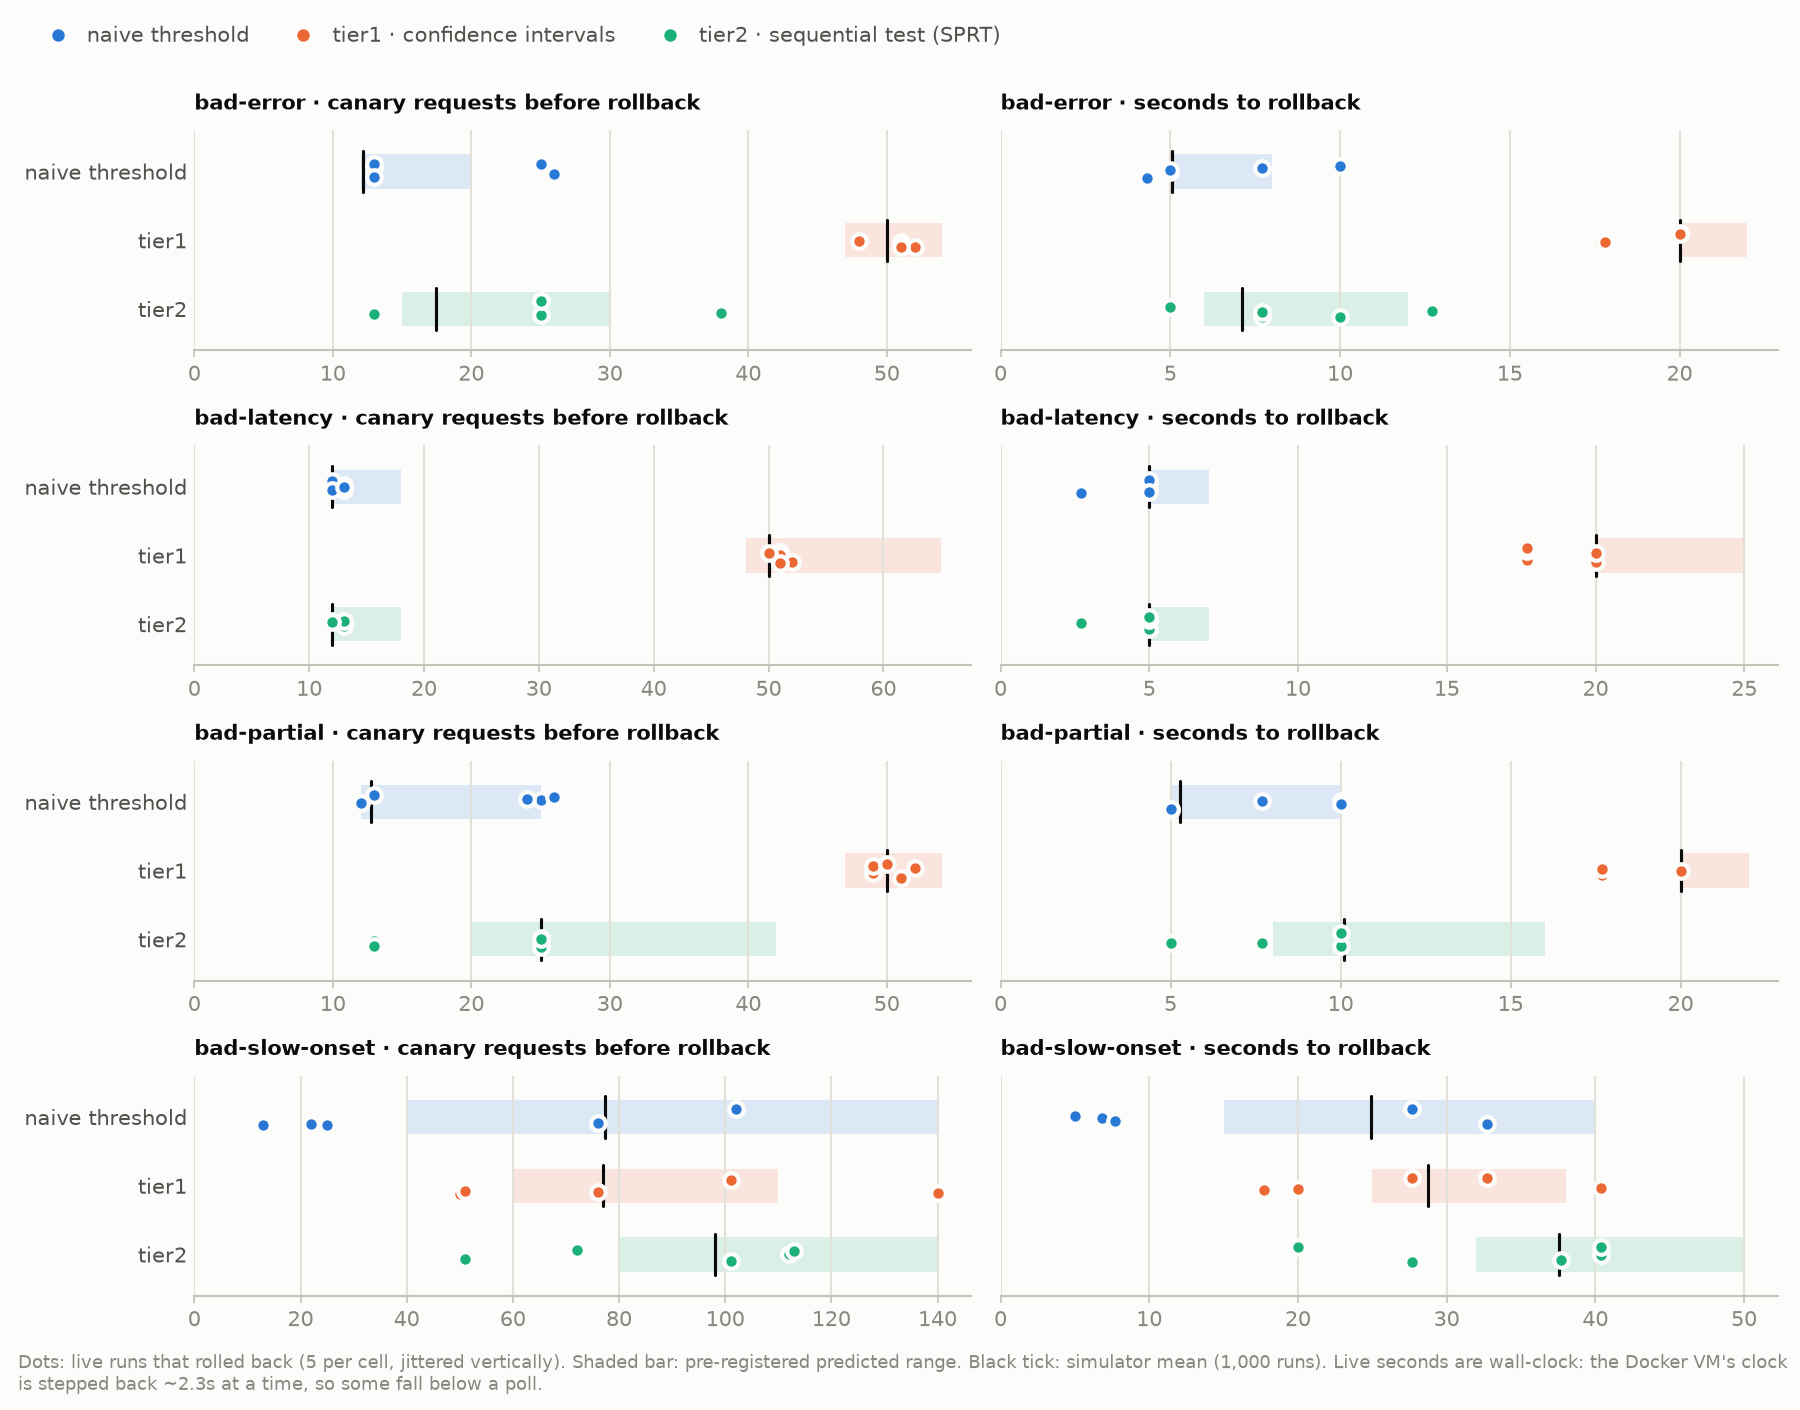 naive threshold tier1 · confidence intervals tier2 · sequential test (SPRT)
bad-error · canary requests before rollback
naive threshold
tier1
tier2
0 10 20 30 40 50
bad-error · seconds to rollback
0 5 10 15 20
bad-latency · canary requests before rollback
naive threshold
tier1
tier2
0 10 20 30 40 50 60
bad-latency · seconds to rollback
0 5 10 15 20 25
bad-partial · canary requests before rollback
naive threshold
tier1
tier2
0 10 20 30 40 50
bad-partial · seconds to rollback
0 5 10 15 20
bad-slow-onset · canary requests before rollback
naive threshold
tier1
tier2
0 20 40 60 80 100 120 140
bad-slow-onset · seconds to rollback
0 10 20 30 40 50
Dots: live runs that rolled back (5 per cell, jittered vertically). Shaded bar: pre-registered predicted range. Black tick: simulator mean (1,000 runs). Live seconds are wall-clock: the Docker VM's clock
is stepped back ~2.3s at a time, so some fall below a poll.